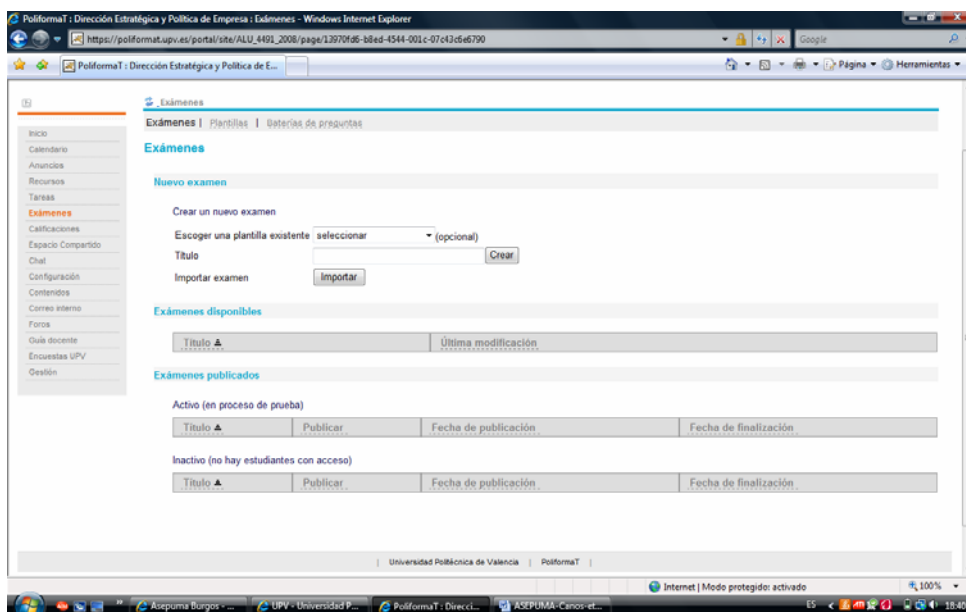 PoliformaT : Dirección Estratégica y Política de Empresa : Exámenes - Windows Internet Explorer
https://poliformat.upv.es/portal/site/ALU_4491_2008/page/13970fd6-b8ed-4544-001c-07c43c6e6790
Google
PoliformaT : Dirección Estratégica y Política de E...
Página
Herramientas
Exámenes
Exámenes | Plantillas | Baterías de preguntas
Exámenes
Inicio
Calendario
Anuncios
Recursos
Tareas
Exámenes
Calificaciones
Espacio Compartido
Chat
Configuración
Contenidos
Correo interno
Foros
Guía docente
Encuestas UPV
Gestión
Nuevo examen
Crear un nuevo examen
Escoger una plantilla existente seleccionar (opcional)
Título Crear
Importar examen Importar
Exámenes disponibles
Título Última modificación
Exámenes publicados
Activo (en proceso de prueba)
Título Publicar Fecha de publicación Fecha de finalización
Inactivo (no hay estudiantes con acceso)
Título Publicar Fecha de publicación Fecha de finalización
| Universidad Politécnica de Valencia | PoliformaT |
Internet | Modo protegido: activado 100%
Asepuma Burgos - ... UPV - Universidad P... PoliformaT : Direcci... ASEPUMA-Canos-et... ES 18:40